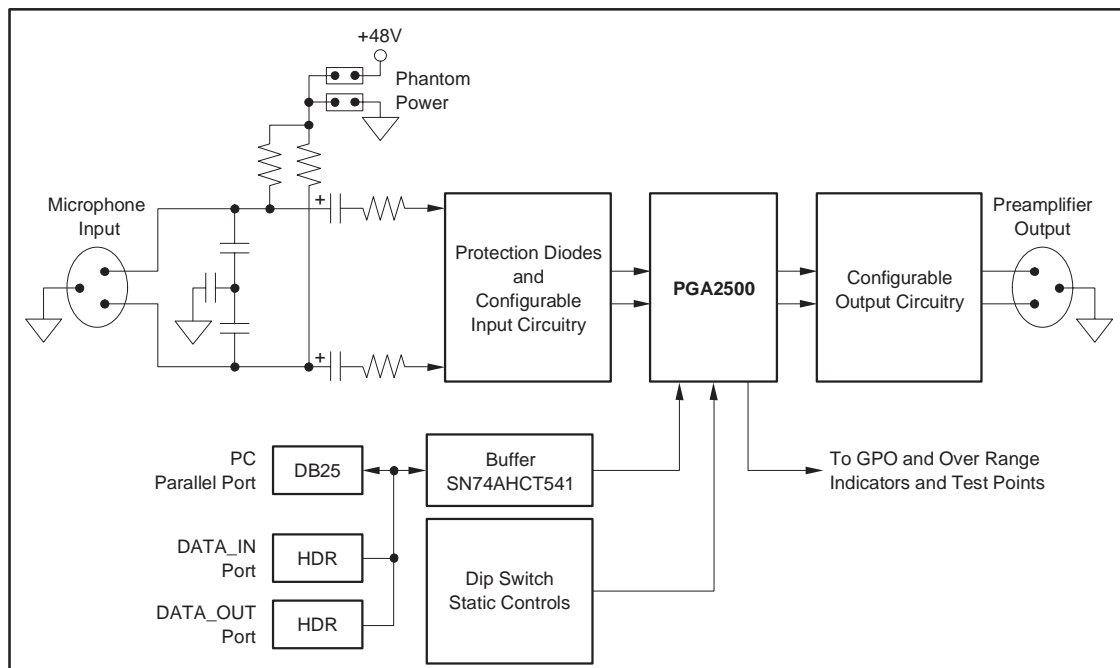 +48V
Phantom
Power
Microphone
Input
+
+
Protection Diodes
and
Configurable
Input Circuitry
PGA2500
Configurable
Output Circuitry
Preamplifier
Output
PC
Parallel Port
DB25
Buffer
SN74AHCT541
To GPO and Over Range
Indicators and Test Points
DATA_IN
Port
HDR
Dip Switch
Static Controls
DATA_OUT
Port
HDR